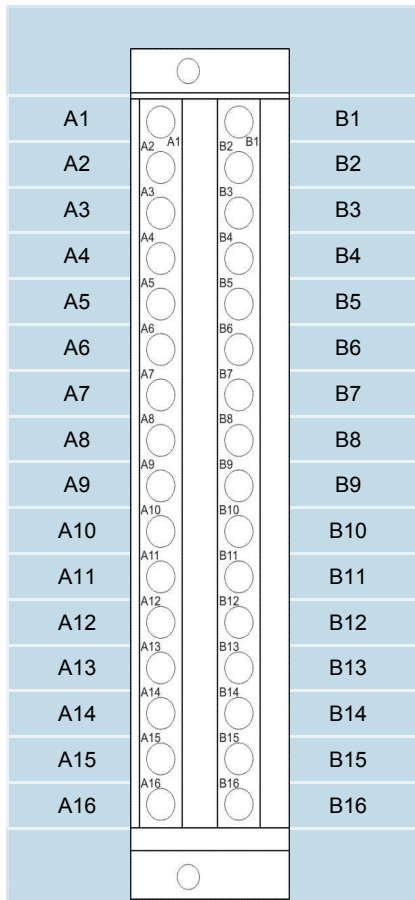 A1 B1
A2 A1 B2 B1
A2 B2
A3 B3
A3 B3
A4 B4
A4 B4
A5 B5
A5 B5
A6 B6
A6 B6
A7 B7
A7 B7
A8 B8
A8 B8
A9 B9
A9 B9
A10 B10
A10 B10
A11 B11
A11 B11
A12 B12
A12 B12
A13 B13
A13 B13
A14 B14
A14 B14
A15 B15
A15 B15
A16 B16
A16 B16